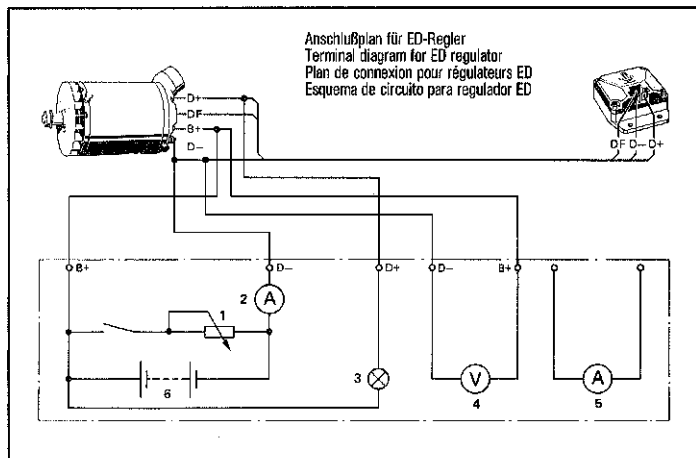 Anschlußplan für ED-Regler
Terminal diagram for ED regulator
Plan de connexion pour régulateurs ED
Esquema de circuito para regulador ED
D+
DF
B+
D−
DF D− D+
B+ D− D+ D− B+
2 A
1
3
V
4
A
5
6